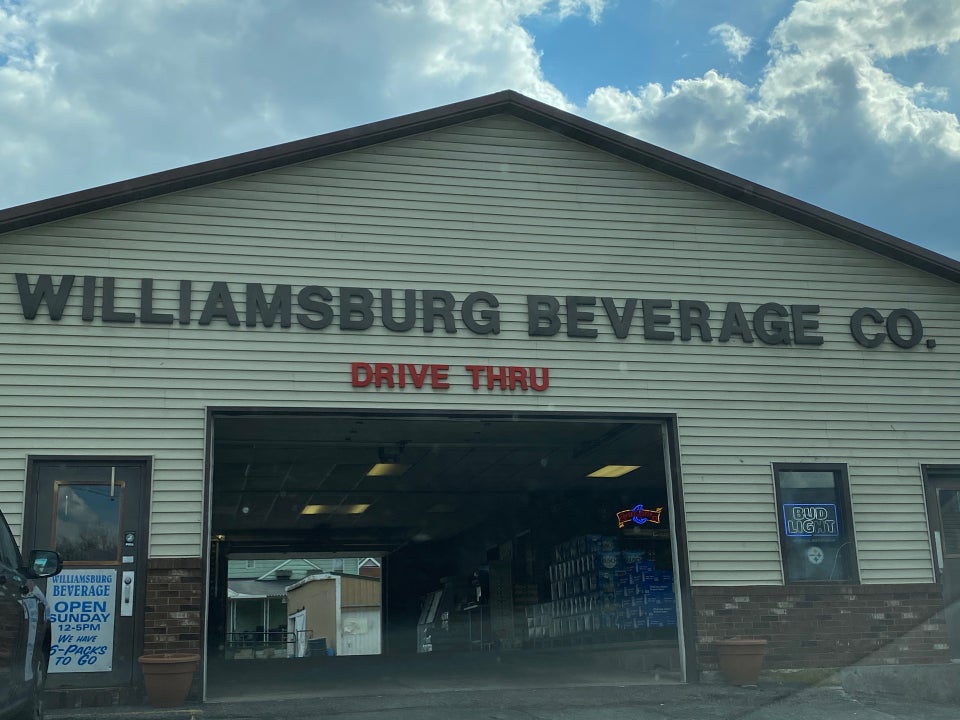 WILLIAMSBURG BEVERAGE CO.
DRIVE THRU
BUD
LIGHT
WILLIAMSBURG
BEVERAGE
OPEN
SUNDAY
12-5PM
WE HAVE
6-PACKS
TO GO